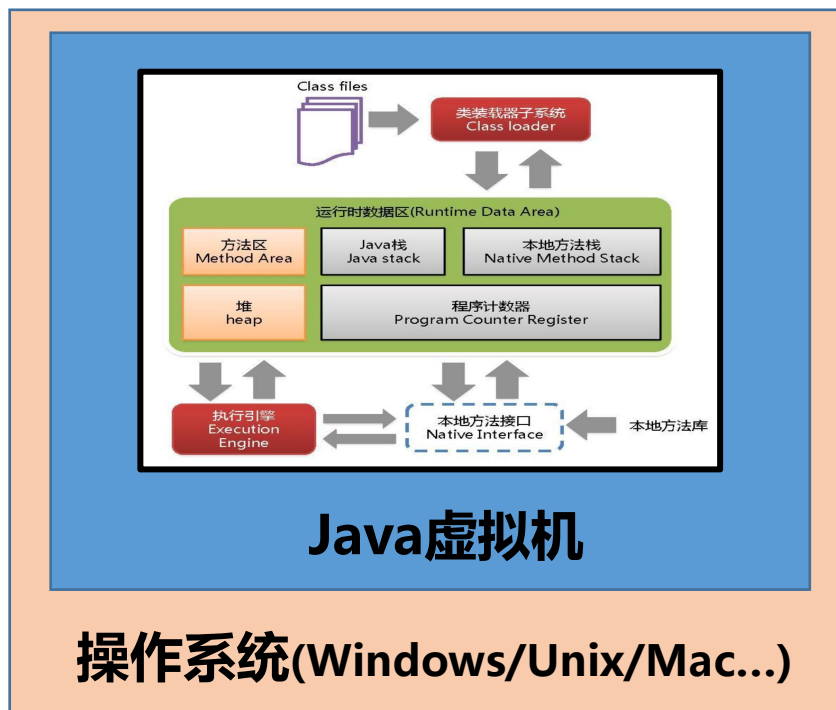 Class files
类装载器子系统
Class loader
运行时数据区(Runtime Data Area)
方法区
Method Area
Java栈
Java stack
本地方法栈
Native Method Stack
堆
heap
程序计数器
Program Counter Register
执行引擎
Execution
Engine
本地方法接口
Native Interface
本地方法库
Java虚拟机
操作系统(Windows/Unix/Mac...)